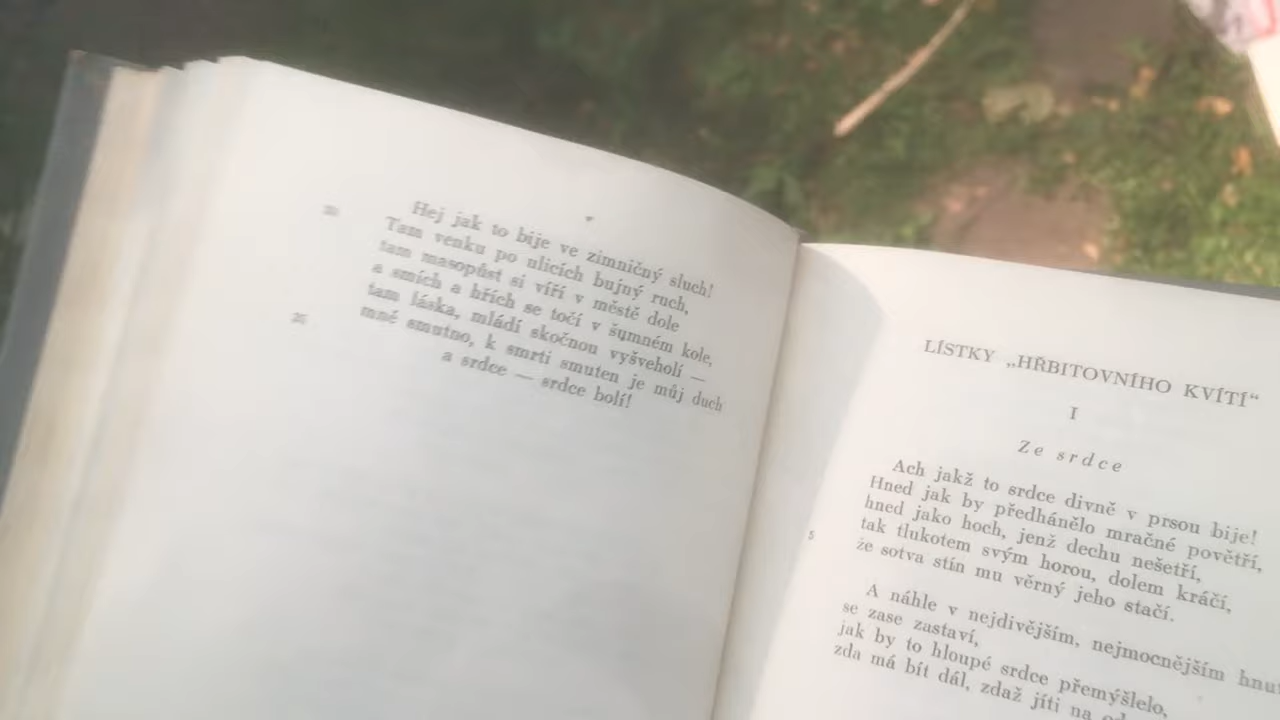 Hej jak to bije ve zimničný sluch!
Tam venku po ulicích bujný ruch,
tam masopůst si víří v městě dole
a smích a hřích se točí v šumném kole,
tam láska, mládí skočnou vyšveholí —
mně smutno, k smrti smuten je můj duch
a srdce — srdce bolí!
LÍSTKY „HŘBITOVNÍHO KVÍTÍ“
I
Ze srdce
Ach jakž to srdce divně v prsou bije!
Hned jak by předhánělo mračné povětří,
hned jako hoch, jenž dechu nešetří,
5 tak tlukotem svým horou, dolem kráčí,
že sotva stín mu věrný jeho stačí.
A náhle v nejdivějším, nejmocnějším
se zase zastaví,
jak by to hloupé srdce přemýšlelo,
zda má bít dál, zdaž jíti na